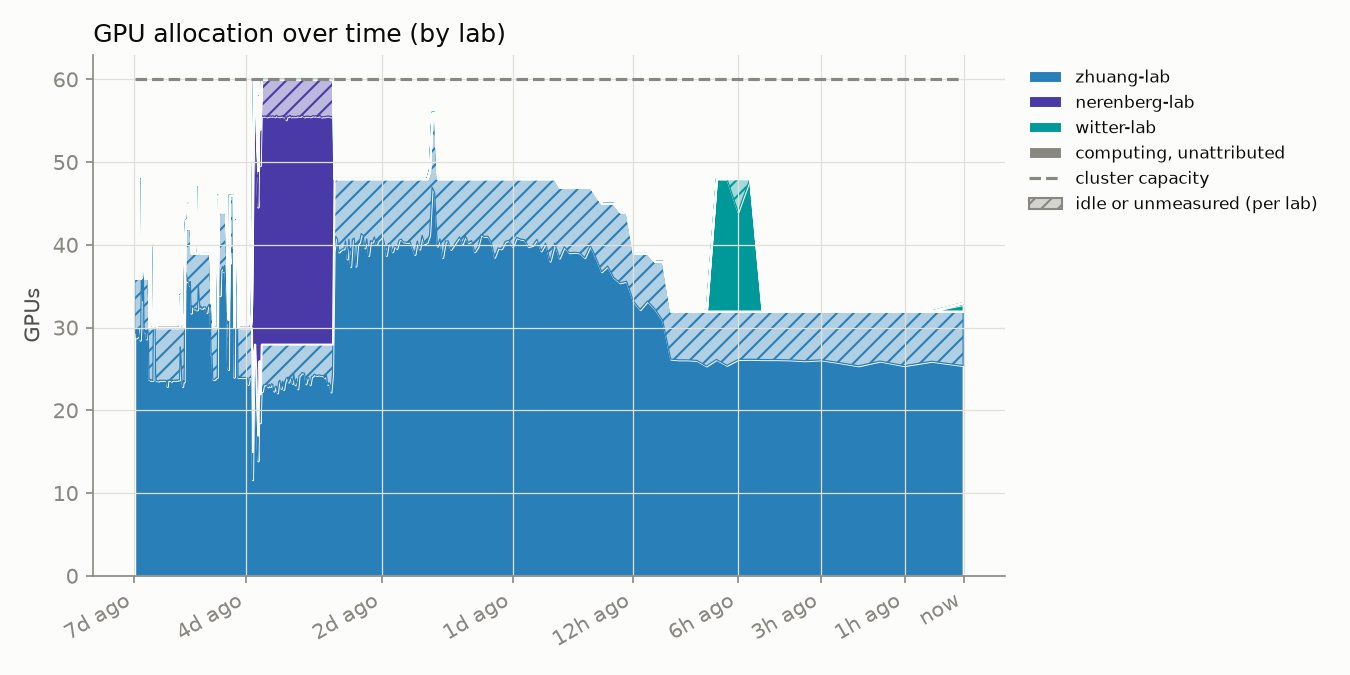 GPU allocation over time (by lab)
GPUs
60
50
40
30
20
10
0
7d ago
4d ago
2d ago
1d ago
12h ago
6h ago
3h ago
1h ago
now
zhuang-lab
nerenberg-lab
witter-lab
computing, unattributed
cluster capacity
idle or unmeasured (per lab)